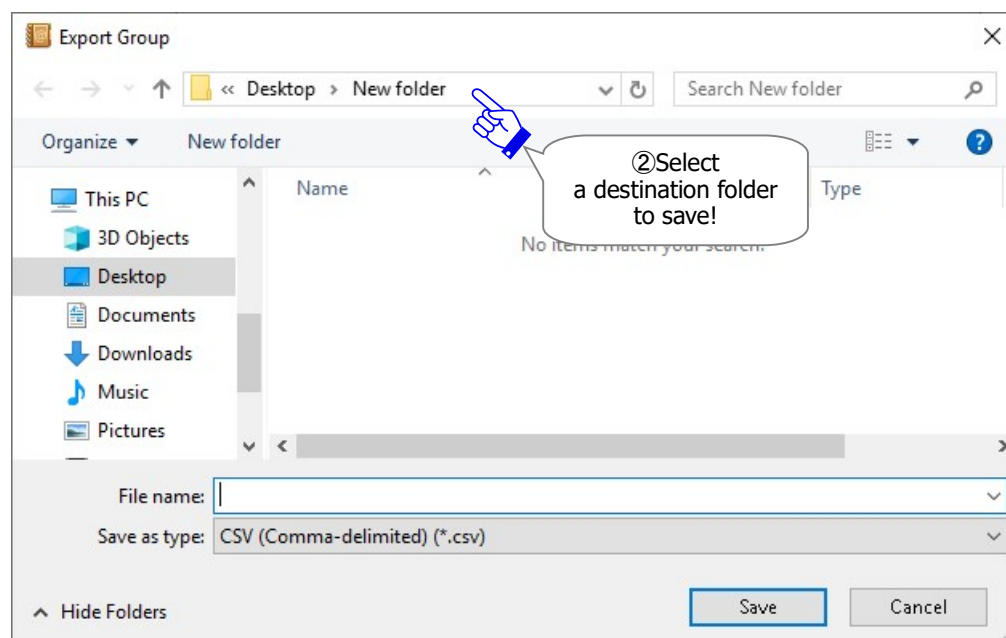 Export Group
« Desktop › New folder
Search New folder
Organize
New folder
②Select
a destination folder
to save!
Name
Type
No items match your search.
This PC
3D Objects
Desktop
Documents
Downloads
Music
Pictures
File name:
Save as type: CSV (Comma-delimited) (*.csv)
Hide Folders
Save
Cancel